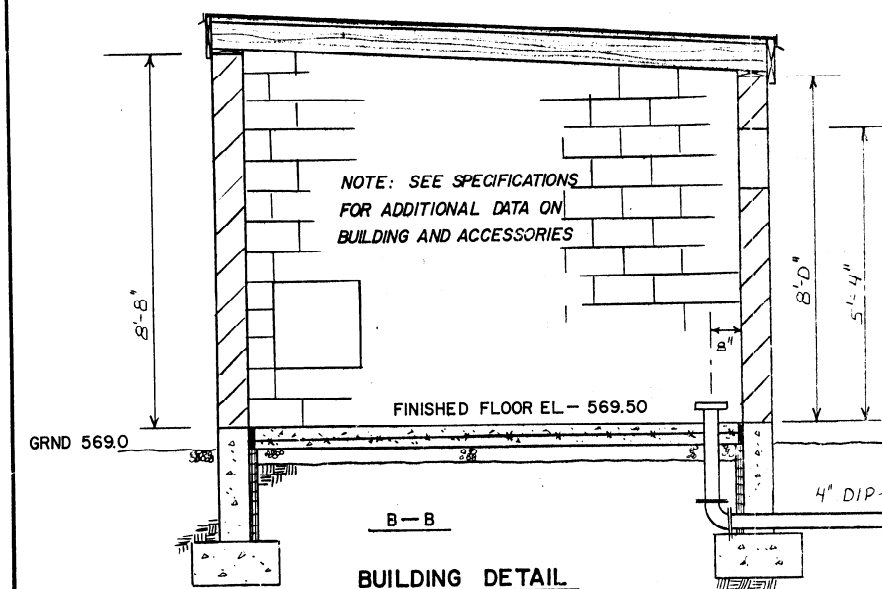 NOTE: SEE SPECIFICATIONS
FOR ADDITIONAL DATA ON
BUILDING AND ACCESSORIES
8'-8"
8'-0"
5'-4"
8"
FINISHED FLOOR EL- 569.50
GRND 569.0
4" DIP
B-B
BUILDING DETAIL